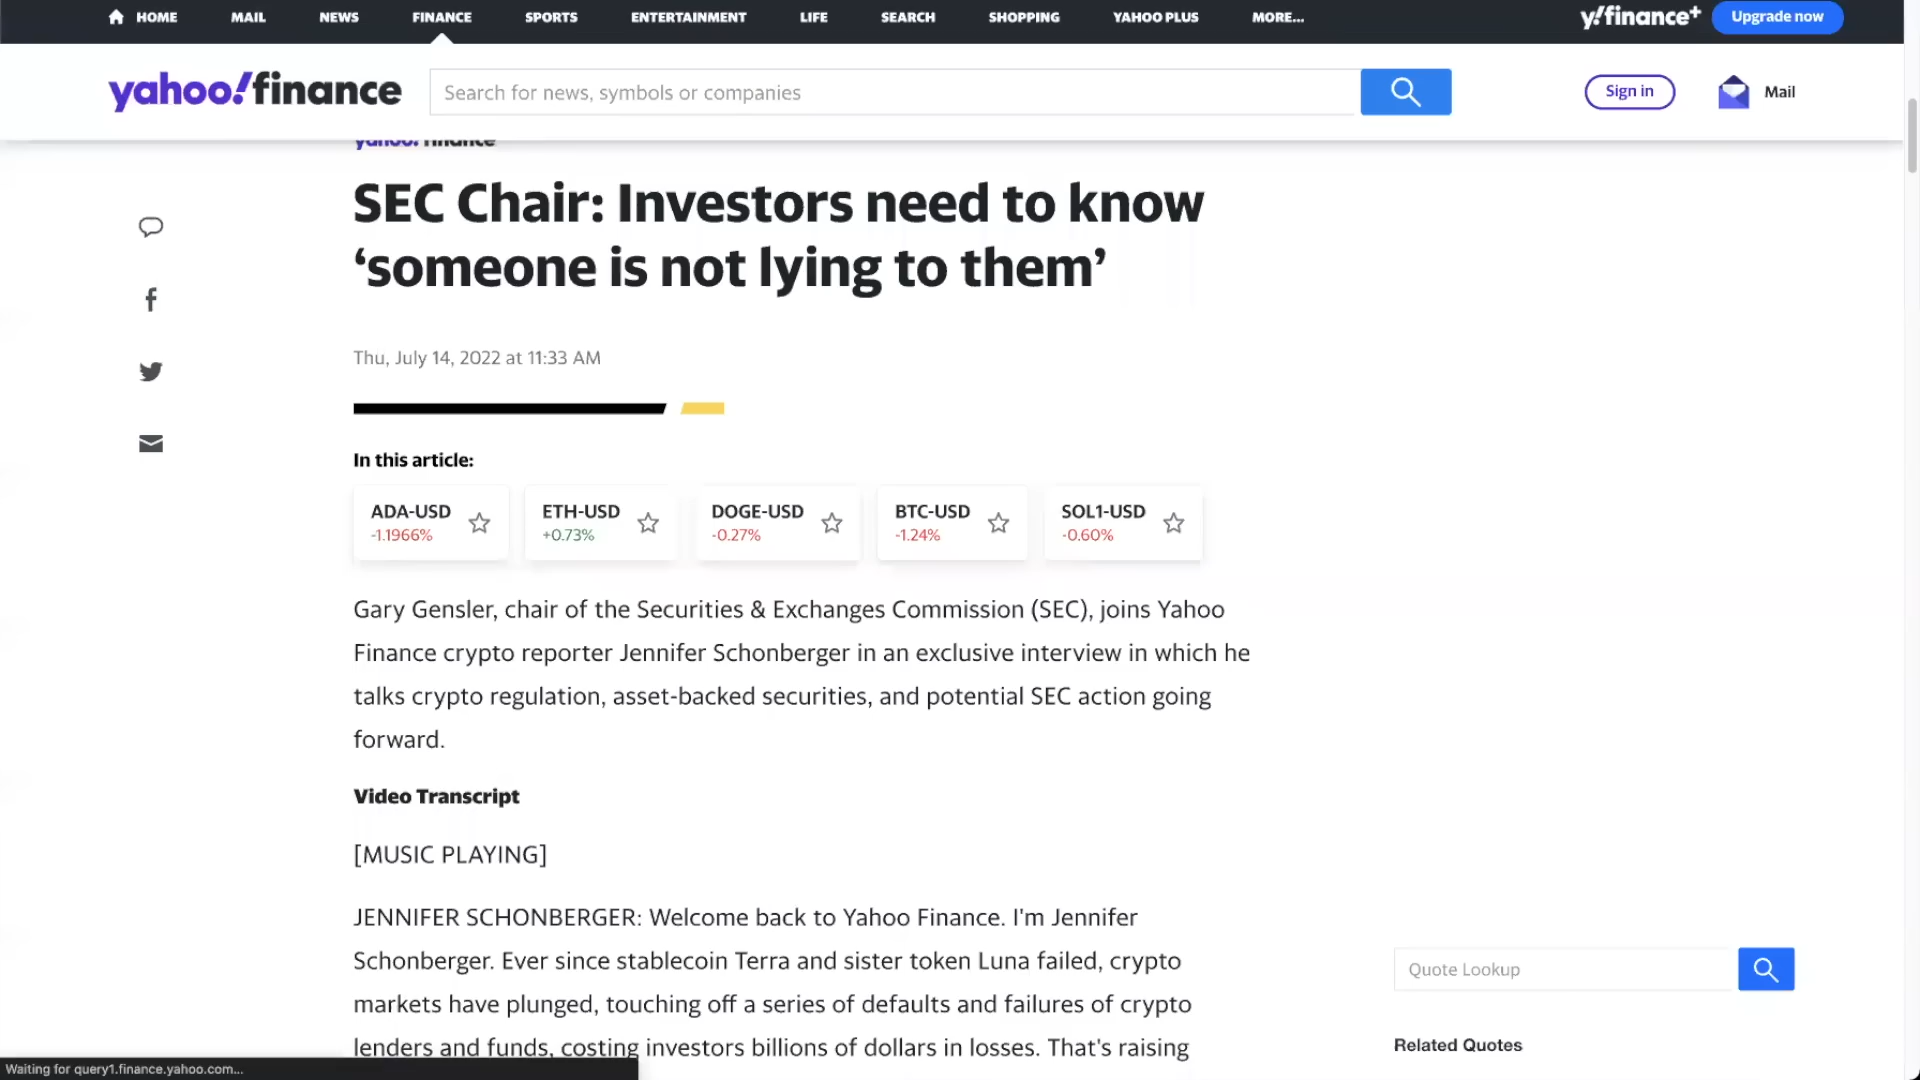 HOME MAIL NEWS FINANCE SPORTS ENTERTAINMENT LIFE SEARCH SHOPPING YAHOO PLUS MORE... y!finance+ Upgrade now
yahoo!finance Search for news, symbols or companies Sign in Mail
yahoo! finance
SEC Chair: Investors need to know
‘someone is not lying to them’
Thu, July 14, 2022 at 11:33 AM
In this article:
ADA-USD ETH-USD DOGE-USD BTC-USD SOL1-USD
-1.1966% +0.73% -0.27% -1.24% -0.60%
Gary Gensler, chair of the Securities & Exchanges Commission (SEC), joins Yahoo
Finance crypto reporter Jennifer Schonberger in an exclusive interview in which he
talks crypto regulation, asset-backed securities, and potential SEC action going
forward.
Video Transcript
[MUSIC PLAYING]
JENNIFER SCHONBERGER: Welcome back to Yahoo Finance. I'm Jennifer
Schonberger. Ever since stablecoin Terra and sister token Luna failed, crypto
markets have plunged, touching off a series of defaults and failures of crypto
lenders and funds, costing investors billions of dollars in losses. That's raising
Quote Lookup
Related Quotes
Waiting for query1.finance.yahoo.com...